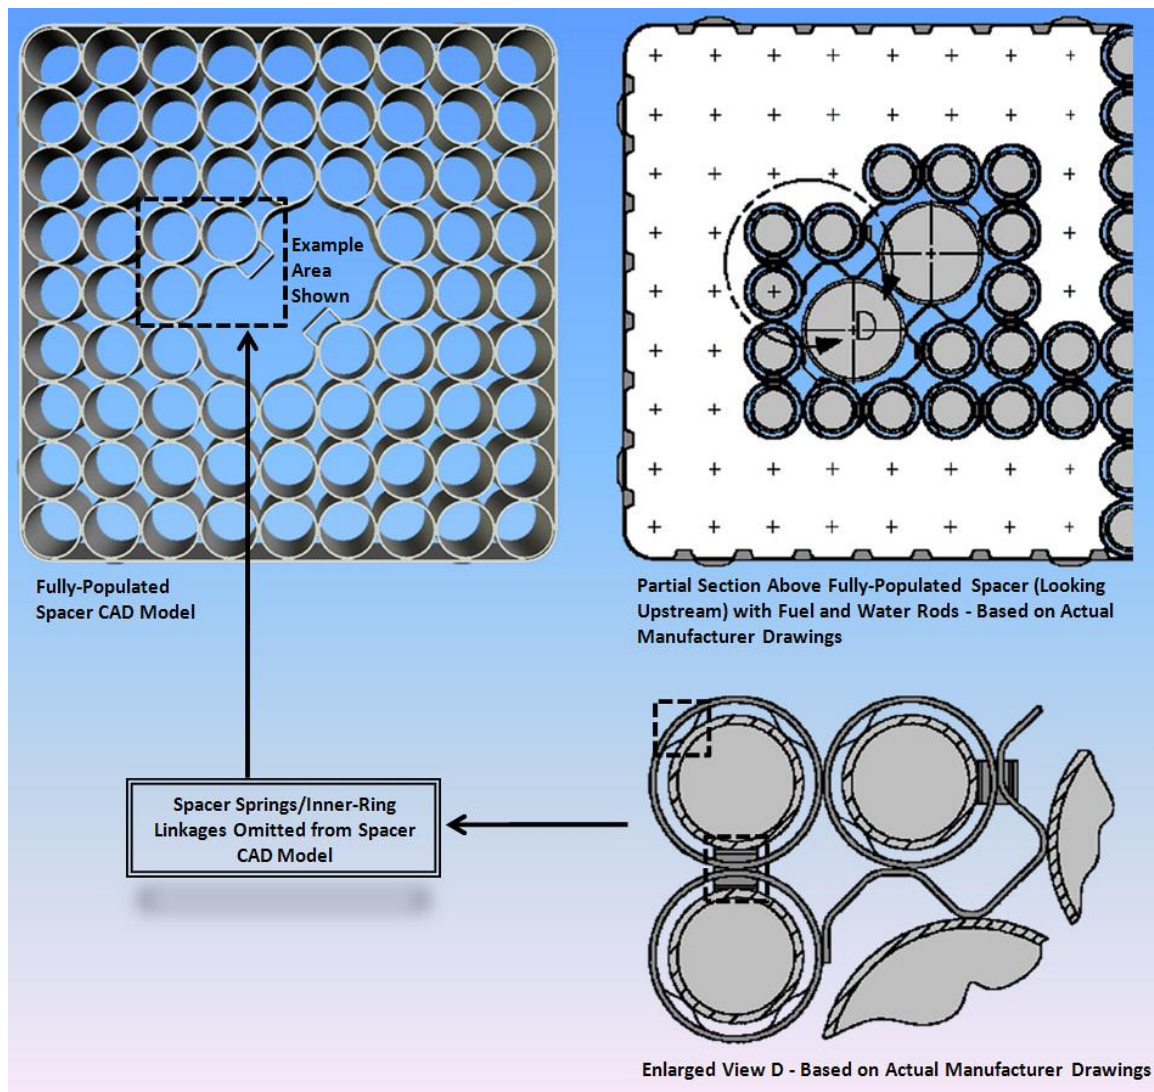 Example
Area
Shown
D
Fully-Populated
Spacer CAD Model
Partial Section Above Fully-Populated Spacer (Looking
Upstream) with Fuel and Water Rods - Based on Actual
Manufacturer Drawings
Spacer Springs/Inner-Ring
Linkages Omitted from Spacer
CAD Model
Enlarged View D - Based on Actual Manufacturer Drawings